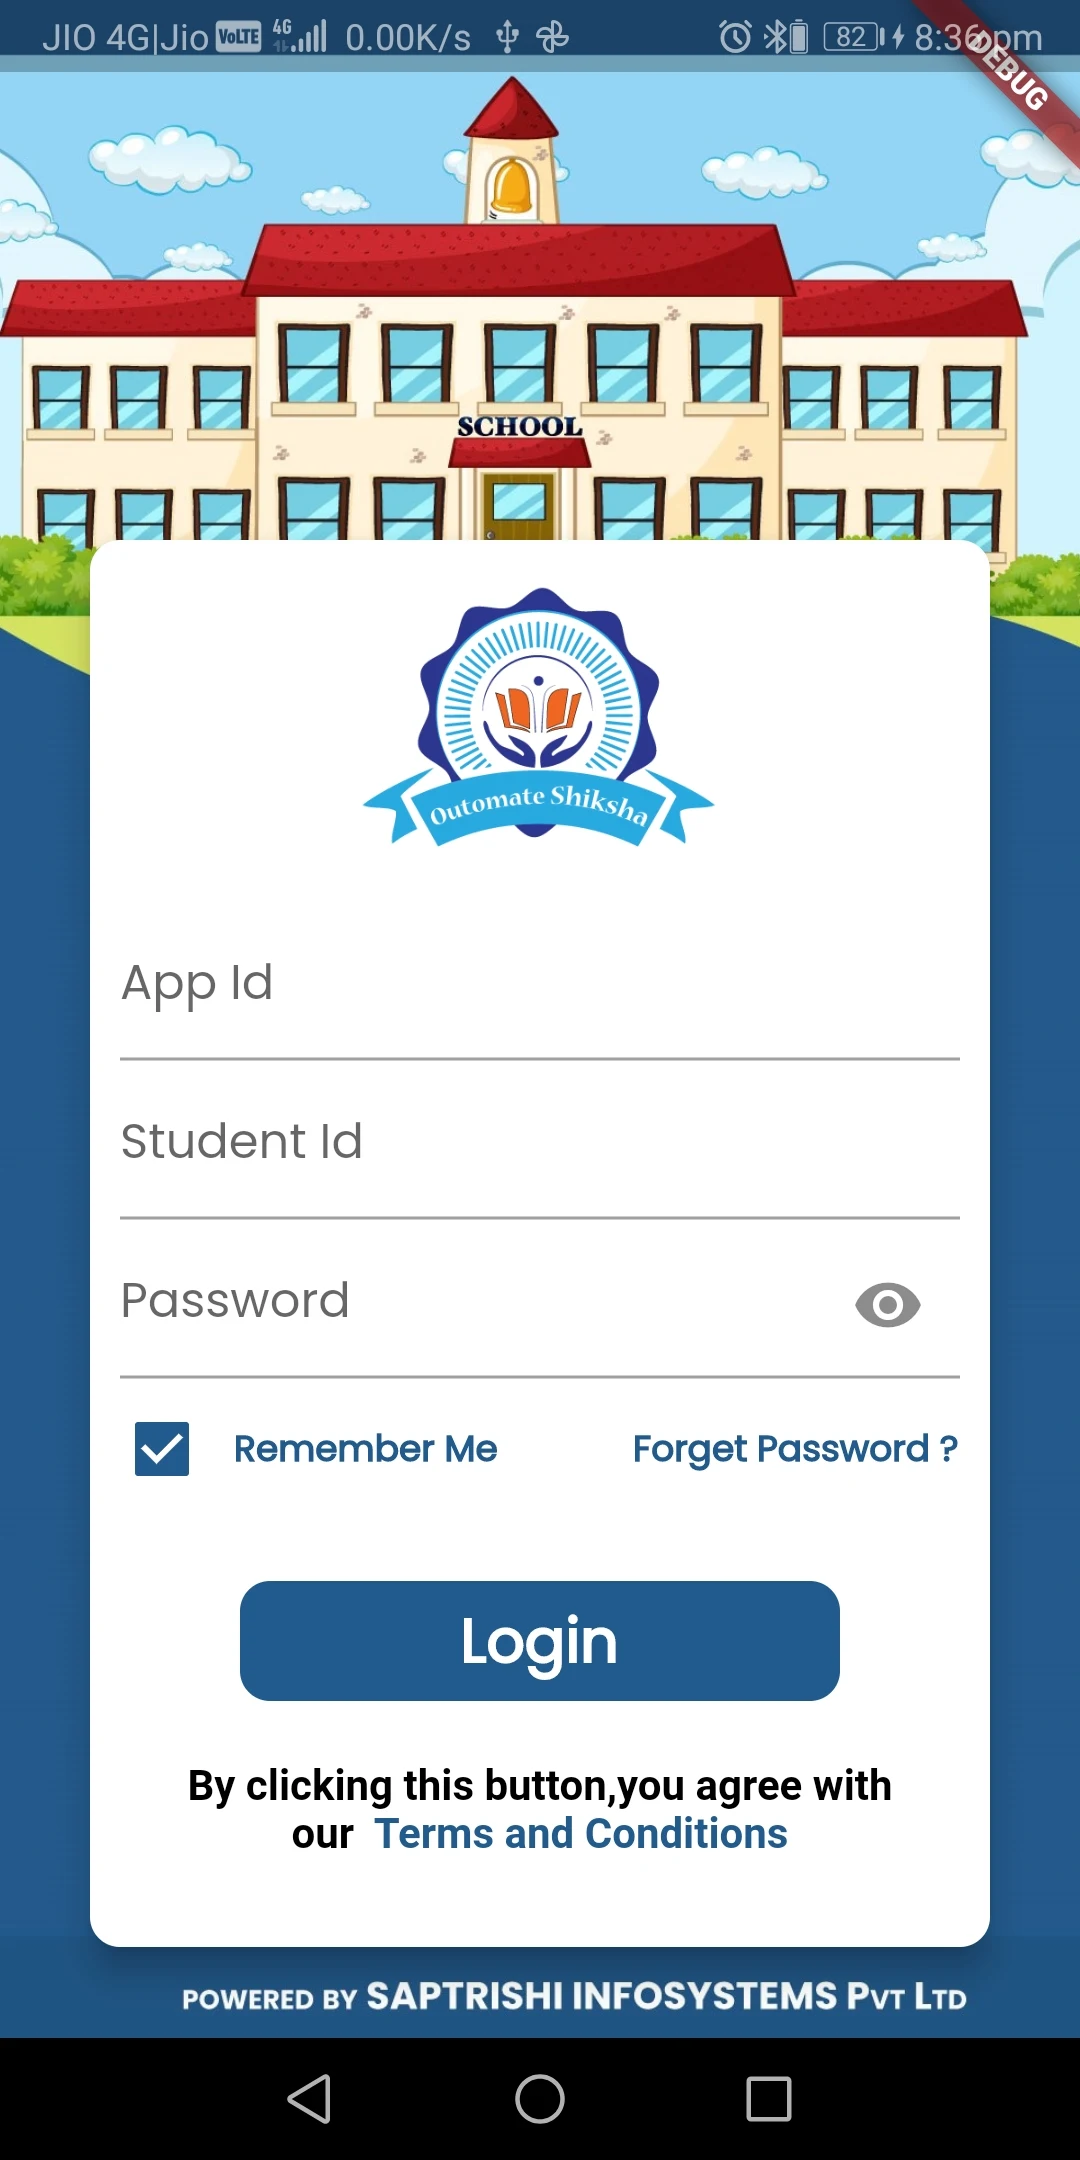 JIO 4G|Jio VoLTE 4G 0.00K/s 82 8:36 pm
DEBUG
SCHOOL
Outomate Shiksha
App Id
Student Id
Password
Remember Me Forget Password ?
Login
By clicking this button,you agree with
our Terms and Conditions
POWERED BY SAPTRISHI INFOSYSTEMS PVT LTD